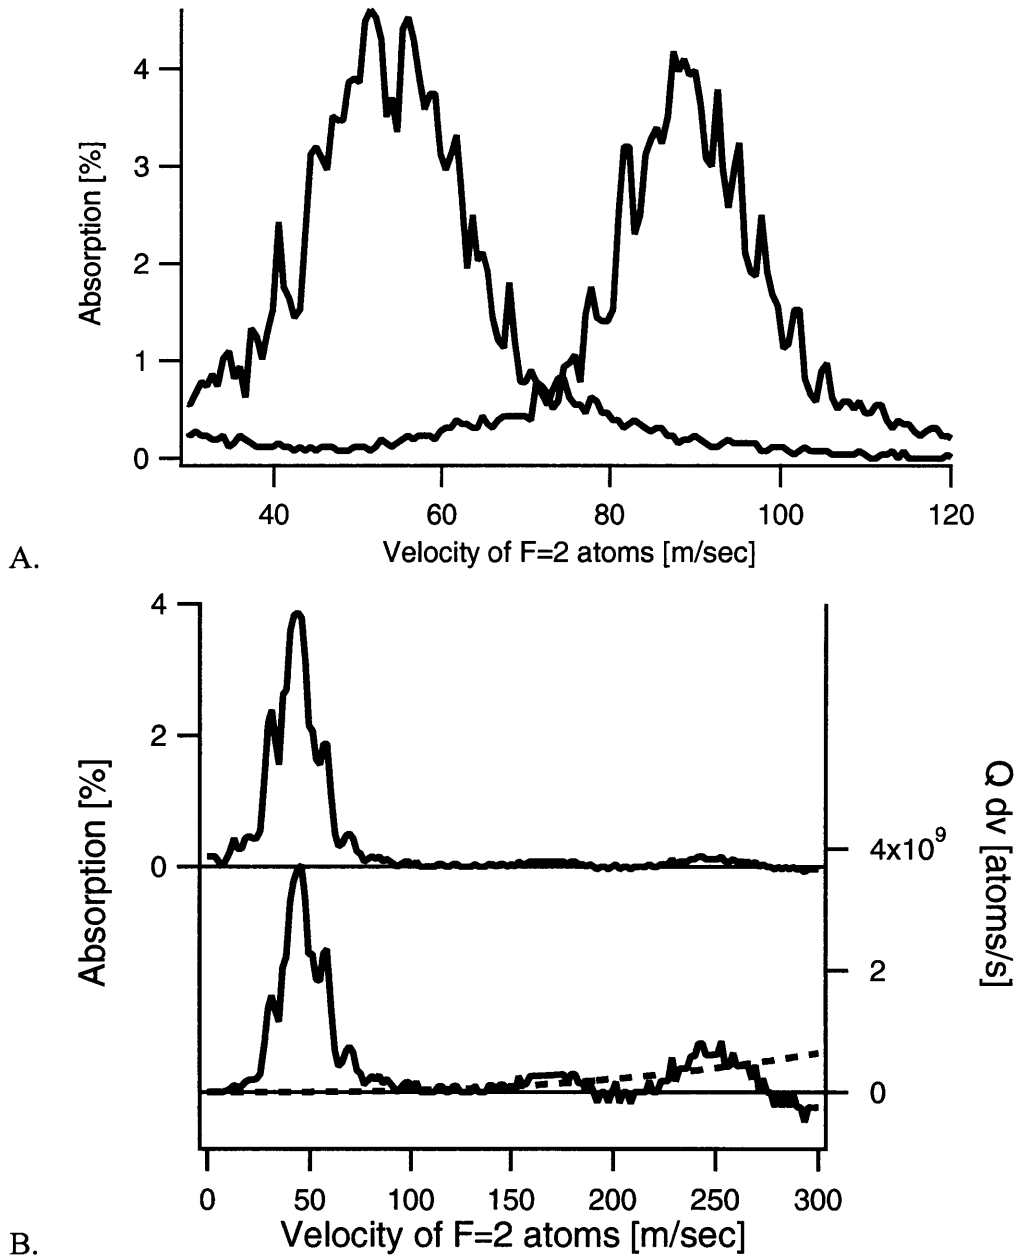 4
3
2
1
0
Absorption [%]
40 60 80 100 120
Velocity of F=2 atoms [m/sec]
A.
4
2
0
Absorption [%]
4x10^9
2
0
Q dv [atoms/s]
0 50 100 150 200 250 300
Velocity of F=2 atoms [m/sec]
B.